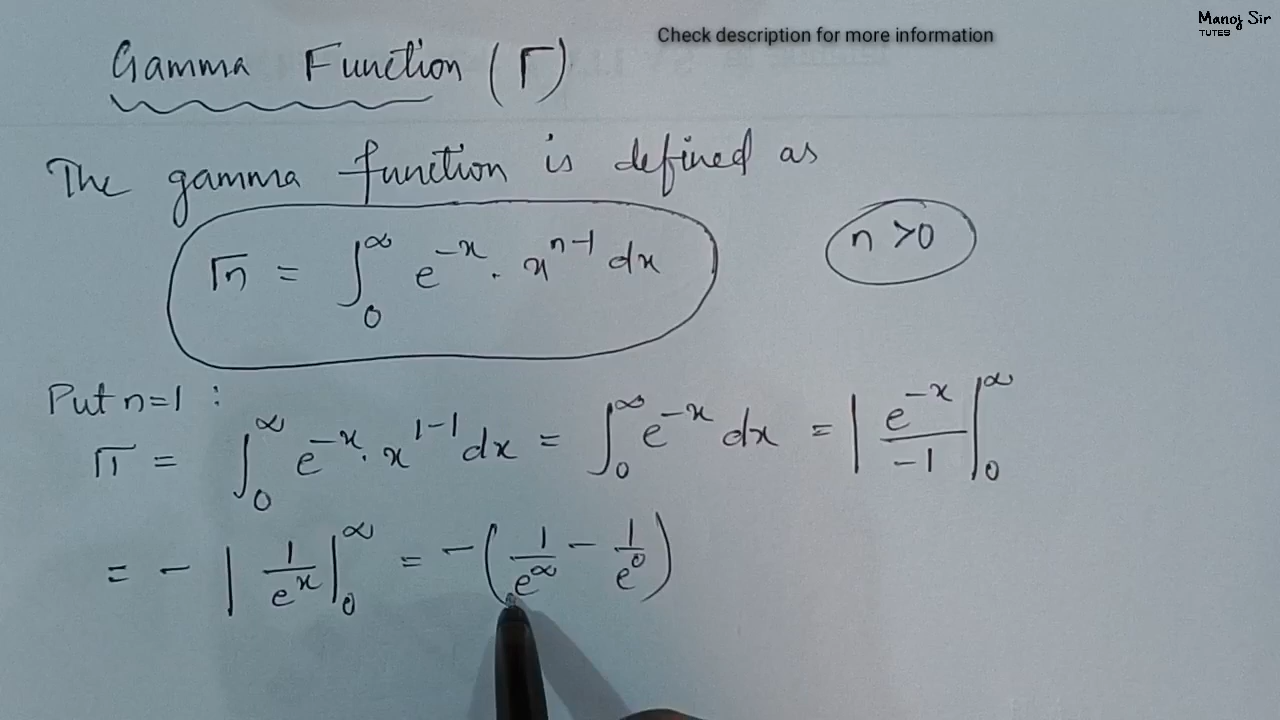 Manoj Sir
TUTES
Check description for more information
Gamma Function (Γ)
The gamma function is defined as
Γn = ∫₀^∞ e^{-x} . x^{n-1} dx n >0
Put n=1 :
Γ1 = ∫₀^∞ e^{-x} . x^{1-1} dx = ∫₀^∞ e^{-x} dx = | e^{-x}/-1 |₀^∞
= - | 1/e^x |₀^∞ = - ( 1/e^∞ - 1/e^0 )